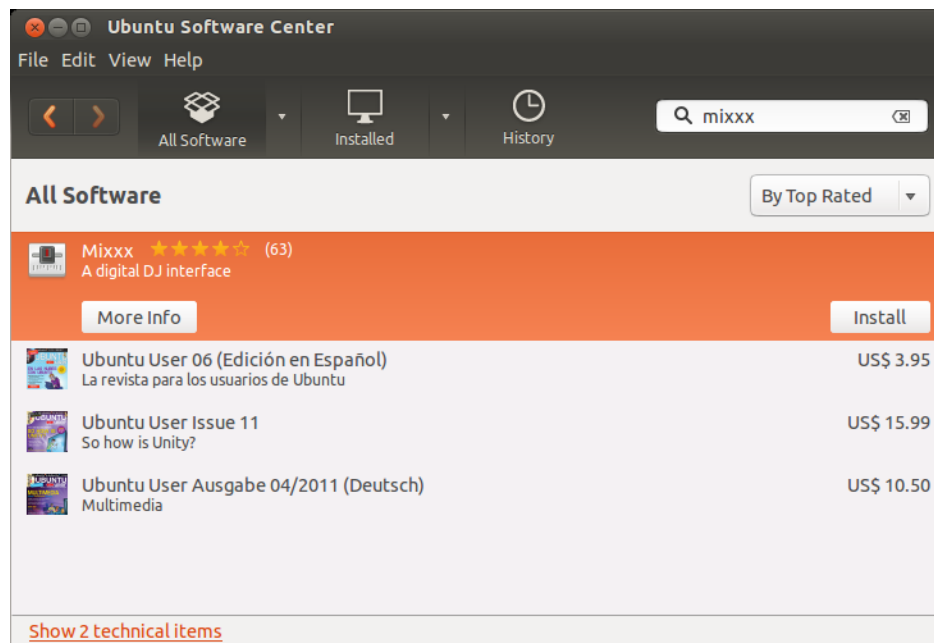 Ubuntu Software Center
File Edit View Help
All Software
Installed
History
mixxx
All Software
By Top Rated
Mixxx (63)
A digital DJ interface
More Info
Install
Ubuntu User 06 (Edición en Español)
US$ 3.95
La revista para los usuarios de Ubuntu
Ubuntu User Issue 11
US$ 15.99
So how is Unity?
Ubuntu User Ausgabe 04/2011 (Deutsch)
US$ 10.50
Multimedia
Show 2 technical items